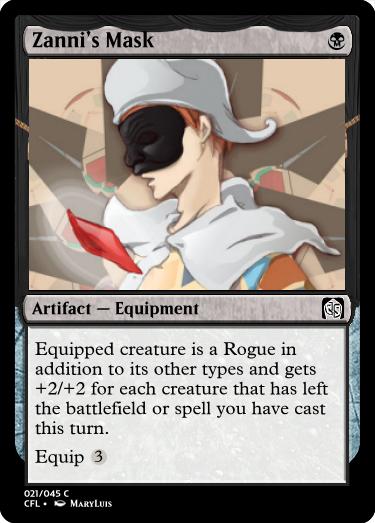 Zanni's Mask
Artifact — Equipment
Equipped creature is a Rogue in
addition to its other types and gets
+2/+2 for each creature that has left
the battlefield or spell you have cast
this turn.
Equip 3
021/045 C
CFL • MaryLuis